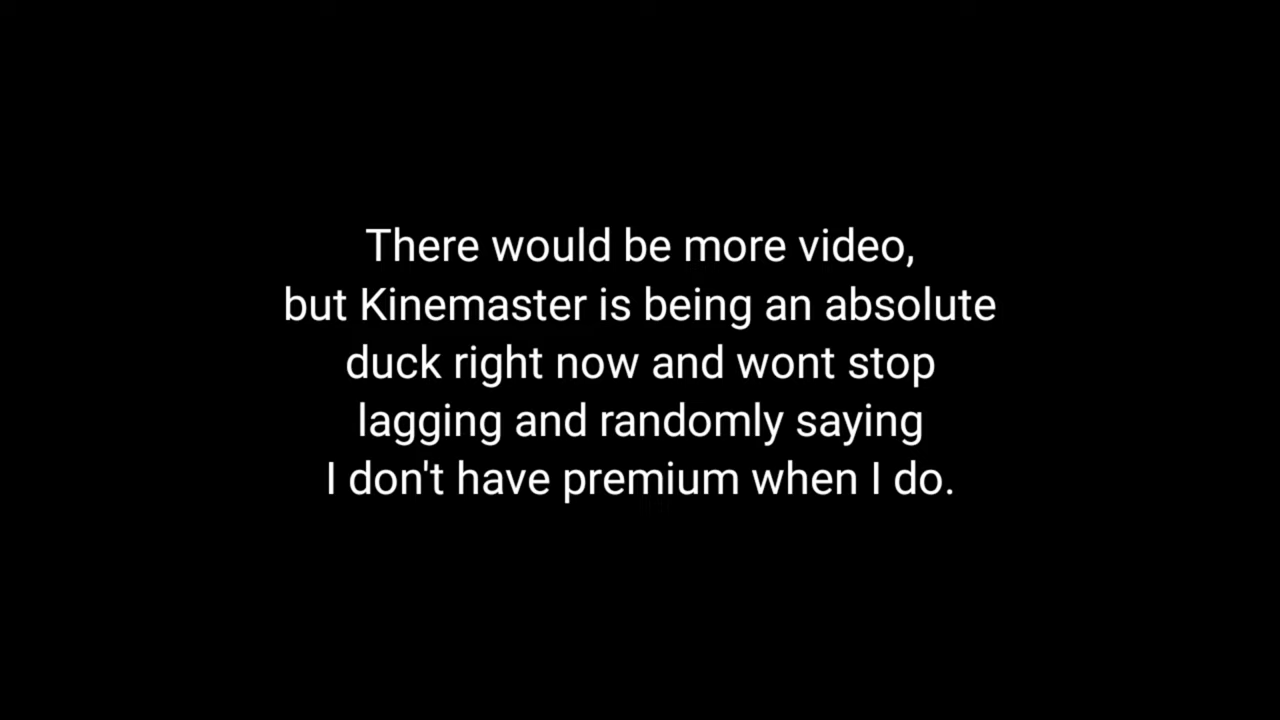 There would be more video,
but Kinemaster is being an absolute
duck right now and wont stop
lagging and randomly saying
I don't have premium when I do.